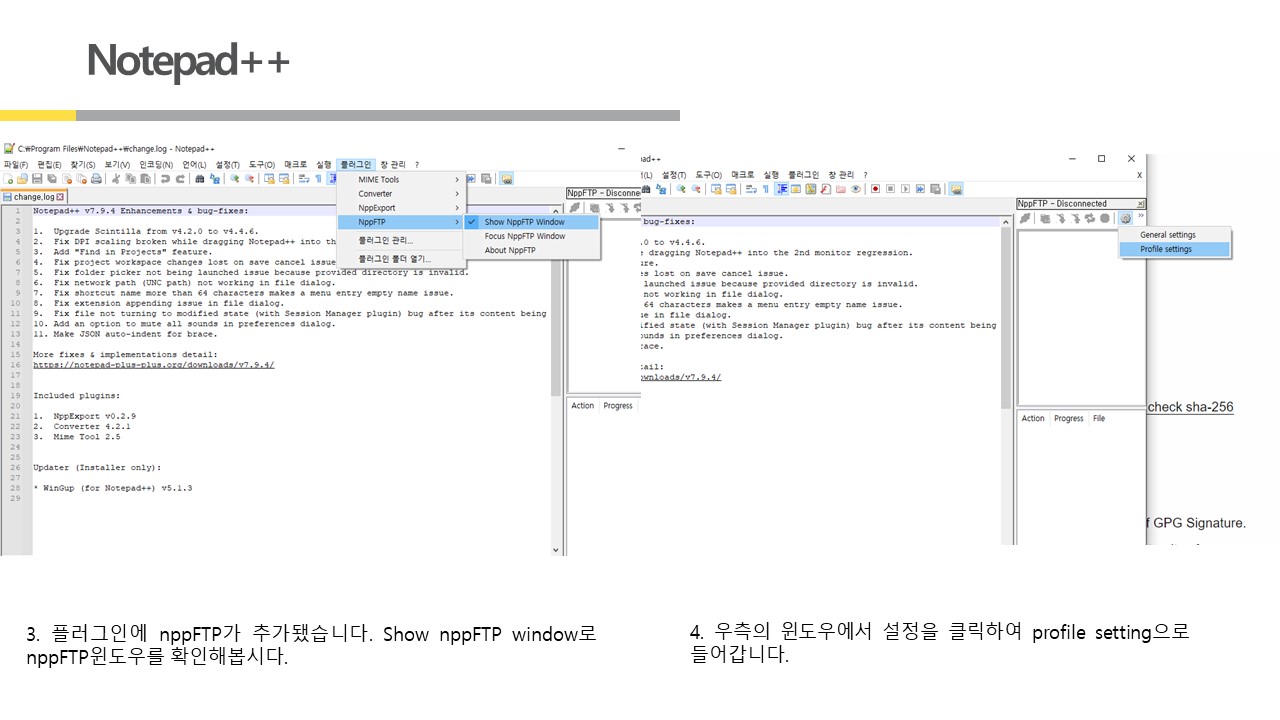 Notepad++
C:₩Program Files₩Notepad++₩change.log - Notepad++
파일(F) 편집(E) 찾기(S) 보기(V) 인코딩(N) 언어(L) 설정(T) 도구(O) 매크로 실행 플러그인 창 관리 ?
change.log
MIME Tools
Converter
NppExport
NppFTP
플러그인 관리...
플러그인 폴더 열기...
Show NppFTP Window
Focus NppFTP Window
About NppFTP
NppFTP - Disconne
1 Notepad++ v7.9.4 Enhancements & bug-fixes:
2
3 1. Upgrade Scintilla from v4.2.0 to v4.4.6.
4 2. Fix DPI scaling broken while dragging Notepad++ into th
5 3. Add "Find in Projects" feature.
6 4. Fix project workspace changes lost on save cancel issue
7 5. Fix folder picker not being launched issue because provided directory is invalid.
8 6. Fix network path (UNC path) not working in file dialog.
9 7. Fix shortcut name more than 64 characters makes a menu entry empty name issue.
10 8. Fix extension appending issue in file dialog.
11 9. Fix file not turning to modified state (with Session Manager plugin) bug after its content being
12 10. Add an option to mute all sounds in preferences dialog.
13 11. Make JSON auto-indent for brace.
14
15 More fixes & implementations detail:
16 https://notepad-plus-plus.org/downloads/v7.9.4/
17
18
19 Included plugins:
20
21 1. NppExport v0.2.9
22 2. Converter 4.2.1
23 3. Mime Tool 2.5
24
25
26 Updater (Installer only):
27
28 * WinGup (for Notepad++) v5.1.3
29
Action Progress
ad++
(L) 설정(T) 도구(O) 매크로 실행 플러그인 창 관리 ? X
NppFTP - Disconnected
General settings
Profile settings
bug-fixes:
.0 to v4.4.6.
e dragging Notepad++ into the 2nd monitor regression.
ure.
es lost on save cancel issue.
launched issue because provided directory is invalid.
not working in file dialog.
64 characters makes a menu entry empty name issue.
ue in file dialog.
ified state (with Session Manager plugin) bug after its content being
ounds in preferences dialog.
race.
tail:
ownloads/v7.9.4/
Action Progress File
check sha-256
f GPG Signature.
3. 플러그인에 nppFTP가 추가됐습니다. Show nppFTP window로
nppFTP윈도우를 확인해봅시다.
4. 우측의 윈도우에서 설정을 클릭하여 profile setting으로
들어갑니다.